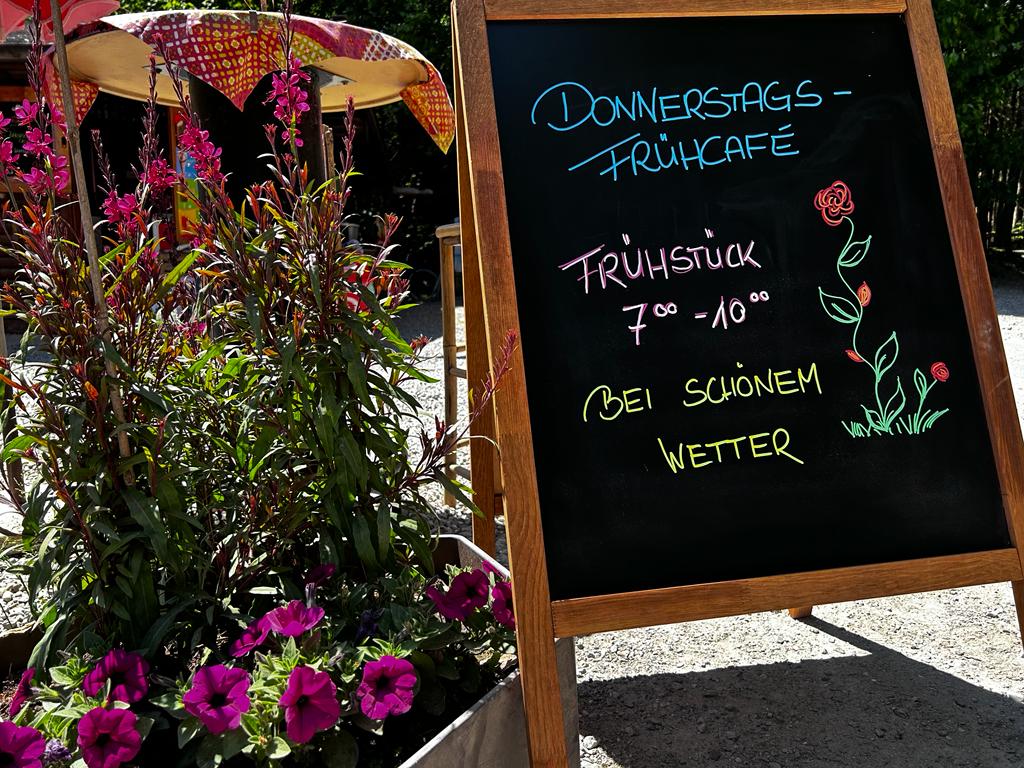 DONNERSTAGS-
FRÜHCAFÉ
FRÜHSTÜCK
7⁰⁰ - 10⁰⁰
BEI SCHÖNEM
WETTER